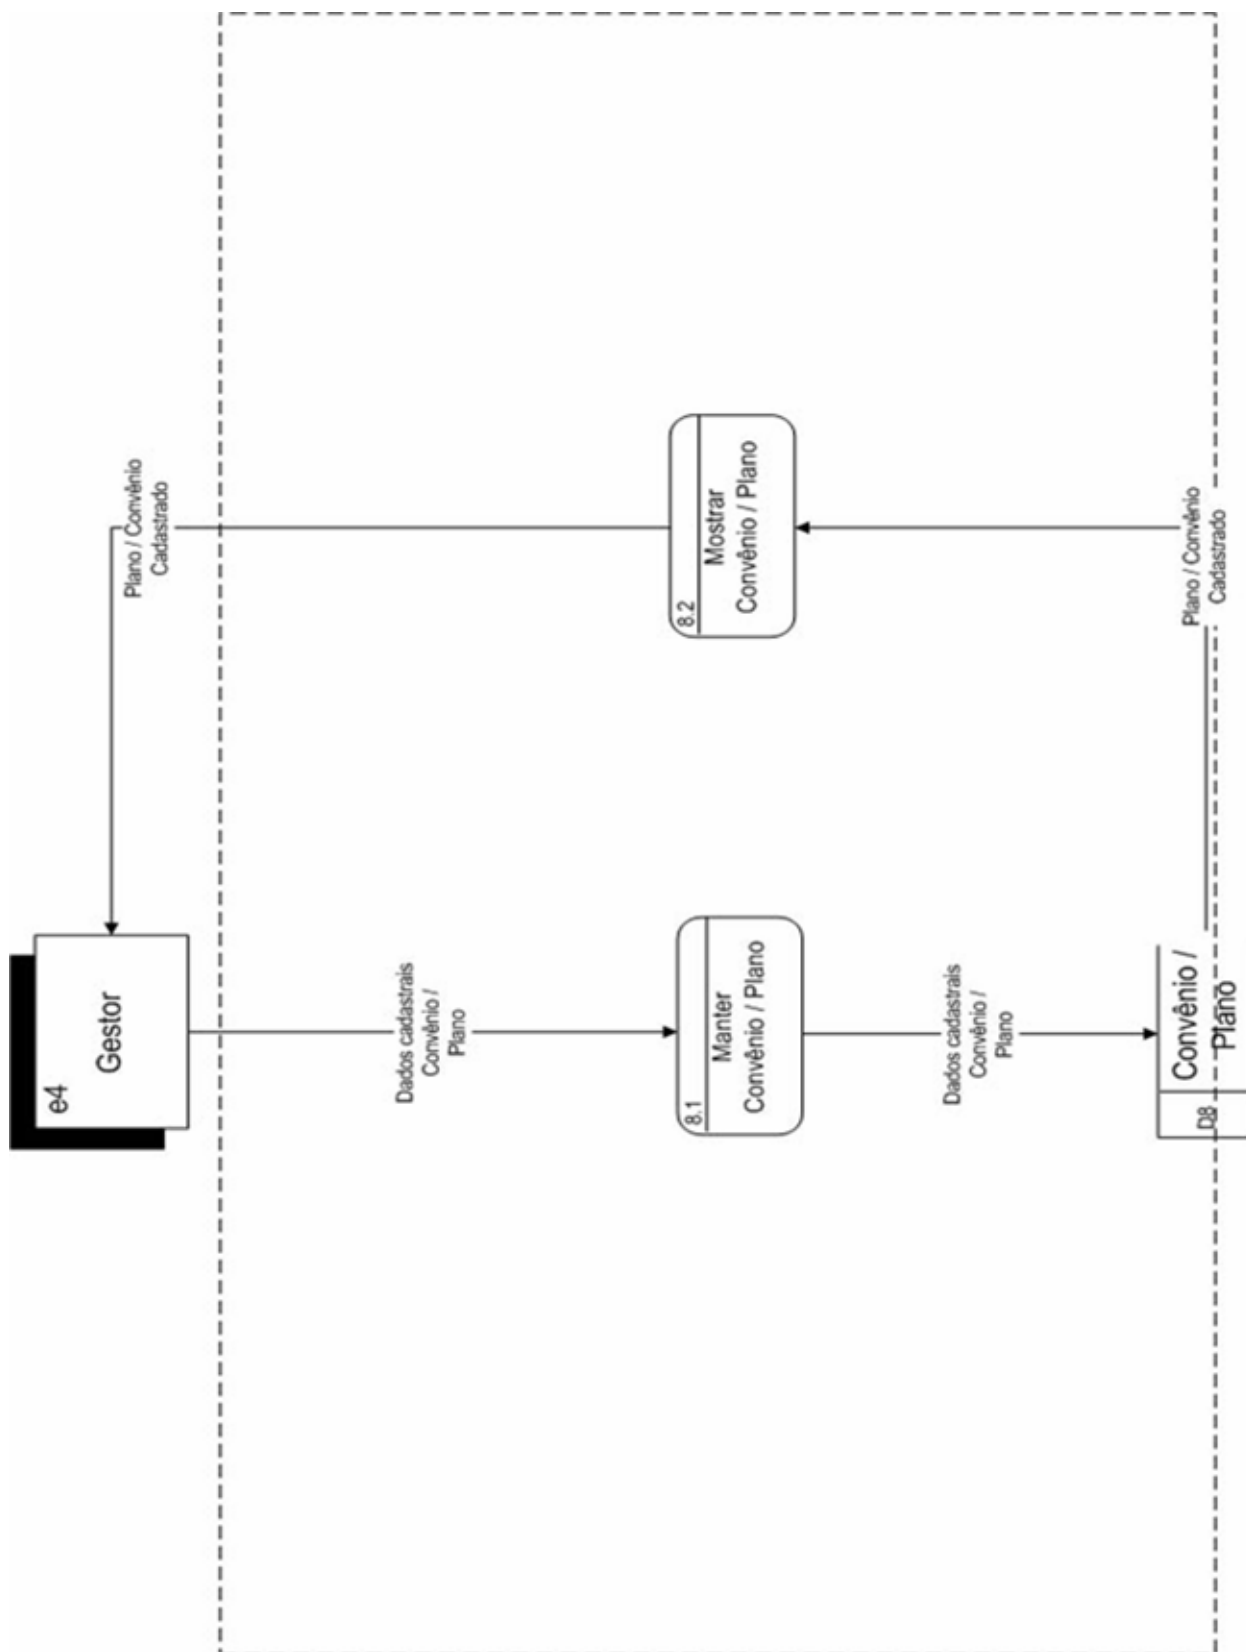 e4
Gestor
Dados cadastrais
Convênio /
Plano
8.1
Manter
Convênio / Plano
Dados cadastrais
Convênio /
Plano
D8
Convênio /
Plano
Plano / Convênio
Cadastrado
8.2
Mostrar
Convênio / Plano
Plano / Convênio
Cadastrado